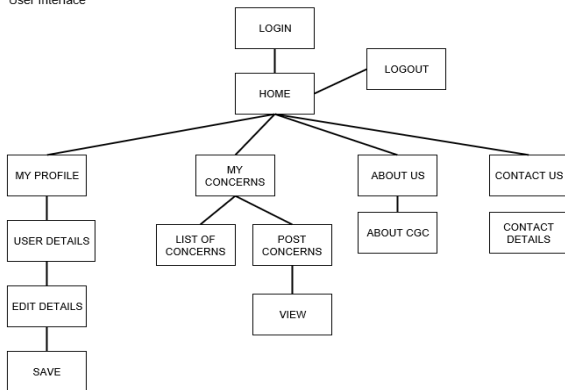 User Interface
LOGIN
LOGOUT
HOME
MY PROFILE
MY
CONCERNS
ABOUT US
CONTACT US
USER DETAILS
LIST OF
CONCERNS
POST
CONCERNS
ABOUT CGC
CONTACT
DETAILS
EDIT DETAILS
VIEW
SAVE